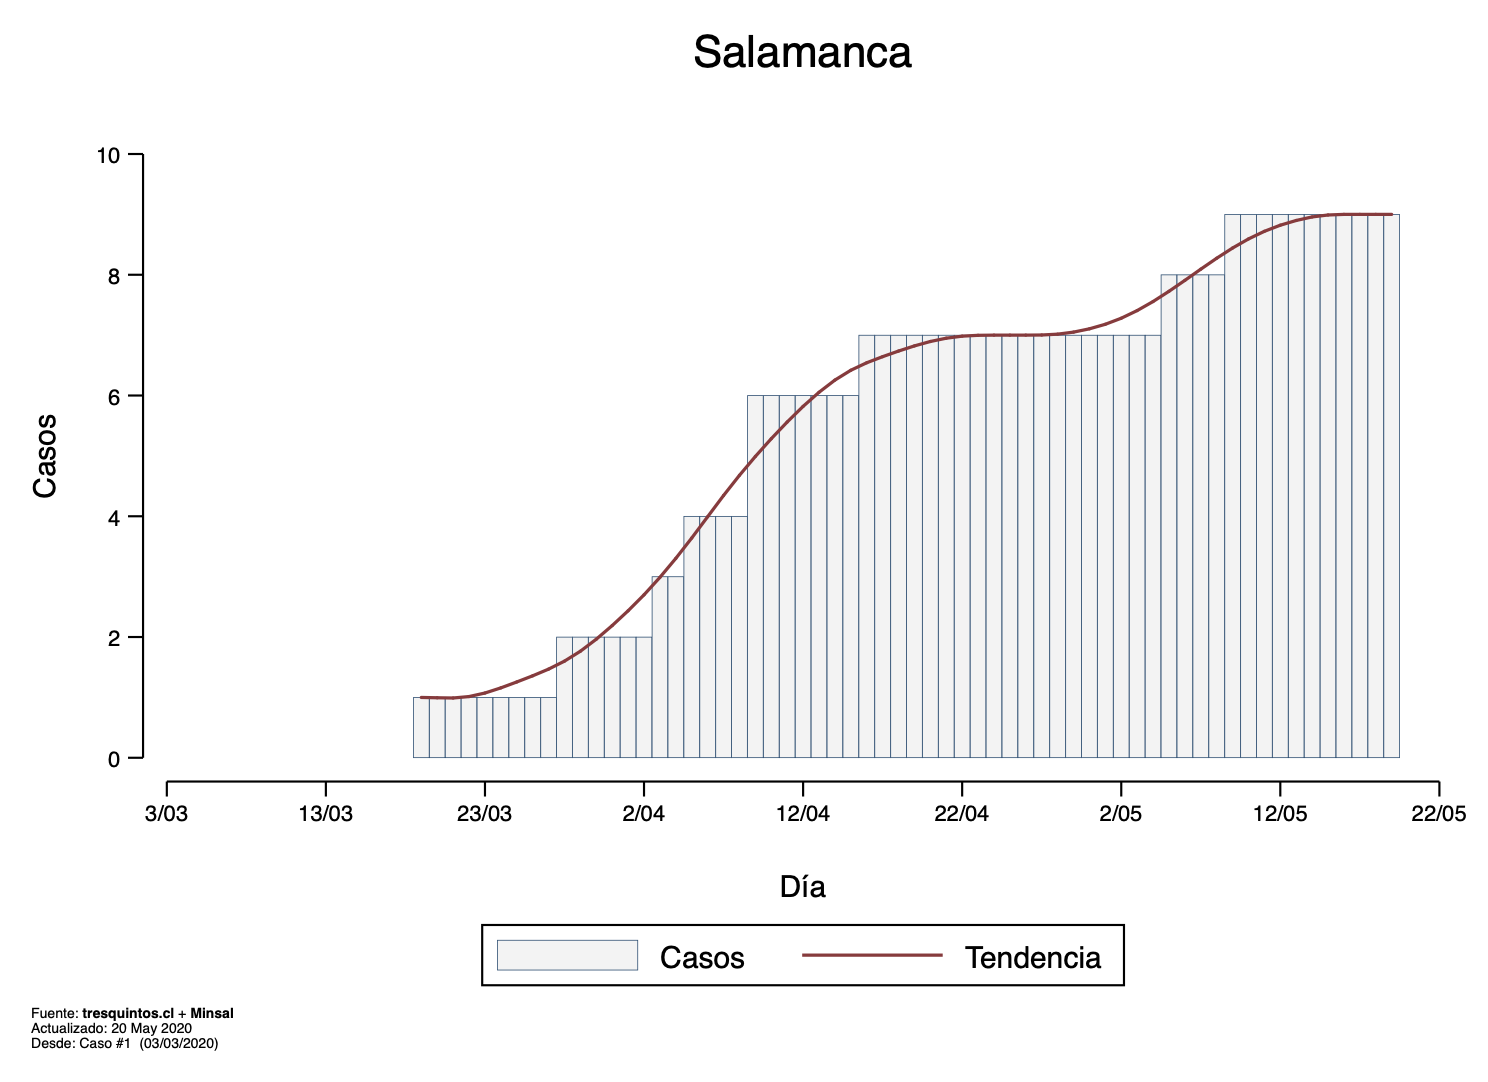 Salamanca
10
8
6
4
2
0
Casos
3/03 13/03 23/03 2/04 12/04 22/04 2/05 12/05 22/05
Día
Casos Tendencia
Fuente: tresquintos.cl + Minsal
Actualizado: 20 May 2020
Desde: Caso #1 (03/03/2020)